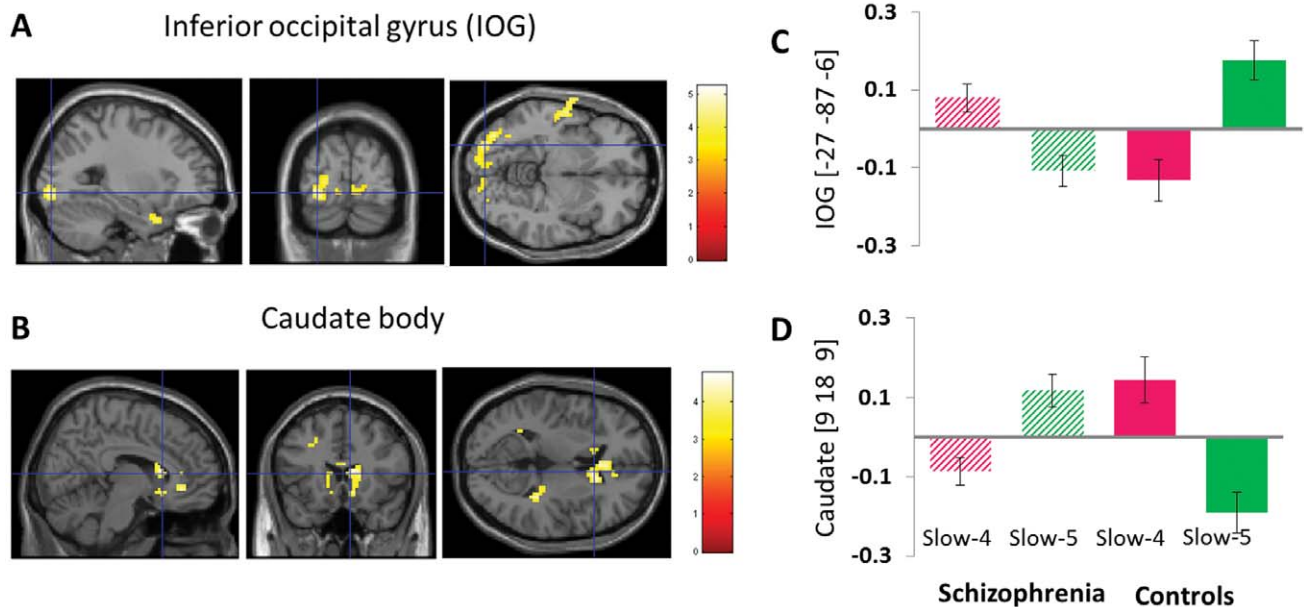 A
Inferior occipital gyrus (IOG)
5
4
3
2
1
0
B
Caudate body
4
3
2
1
0
C
IOG [-27 -87 -6]
0.3
0.1
-0.1
-0.3
D
Caudate [9 18 9]
0.3
0.1
-0.1
-0.3
Slow-4 Slow-5 Slow-4 Slow-5
Schizophrenia Controls